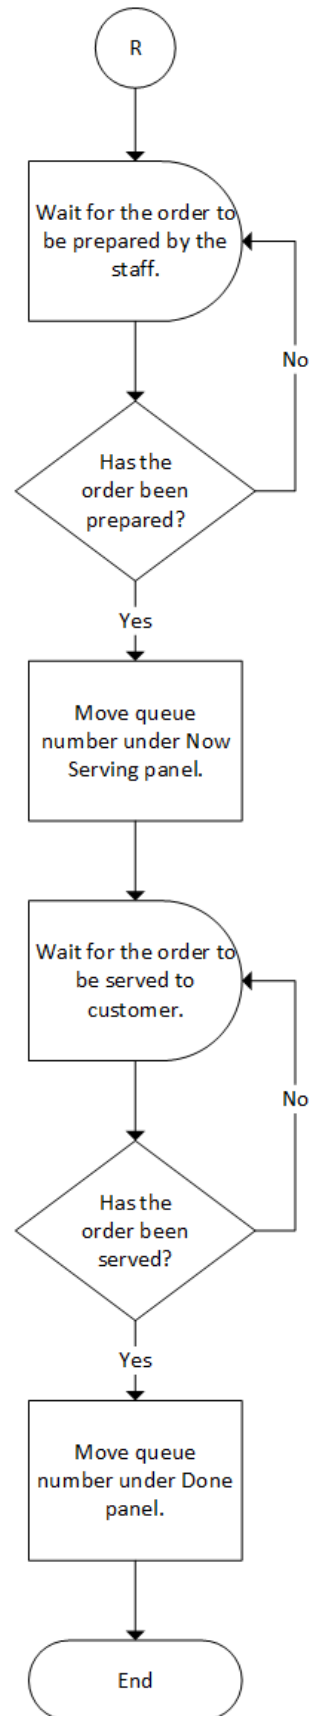 R
Wait for the order to
be prepared by the
staff.
No
Has the
order been
prepared?
Yes
Move queue
number under Now
Serving panel.
Wait for the order to
be served to
customer.
No
Has the
order been
served?
Yes
Move queue
number under Done
panel.
End